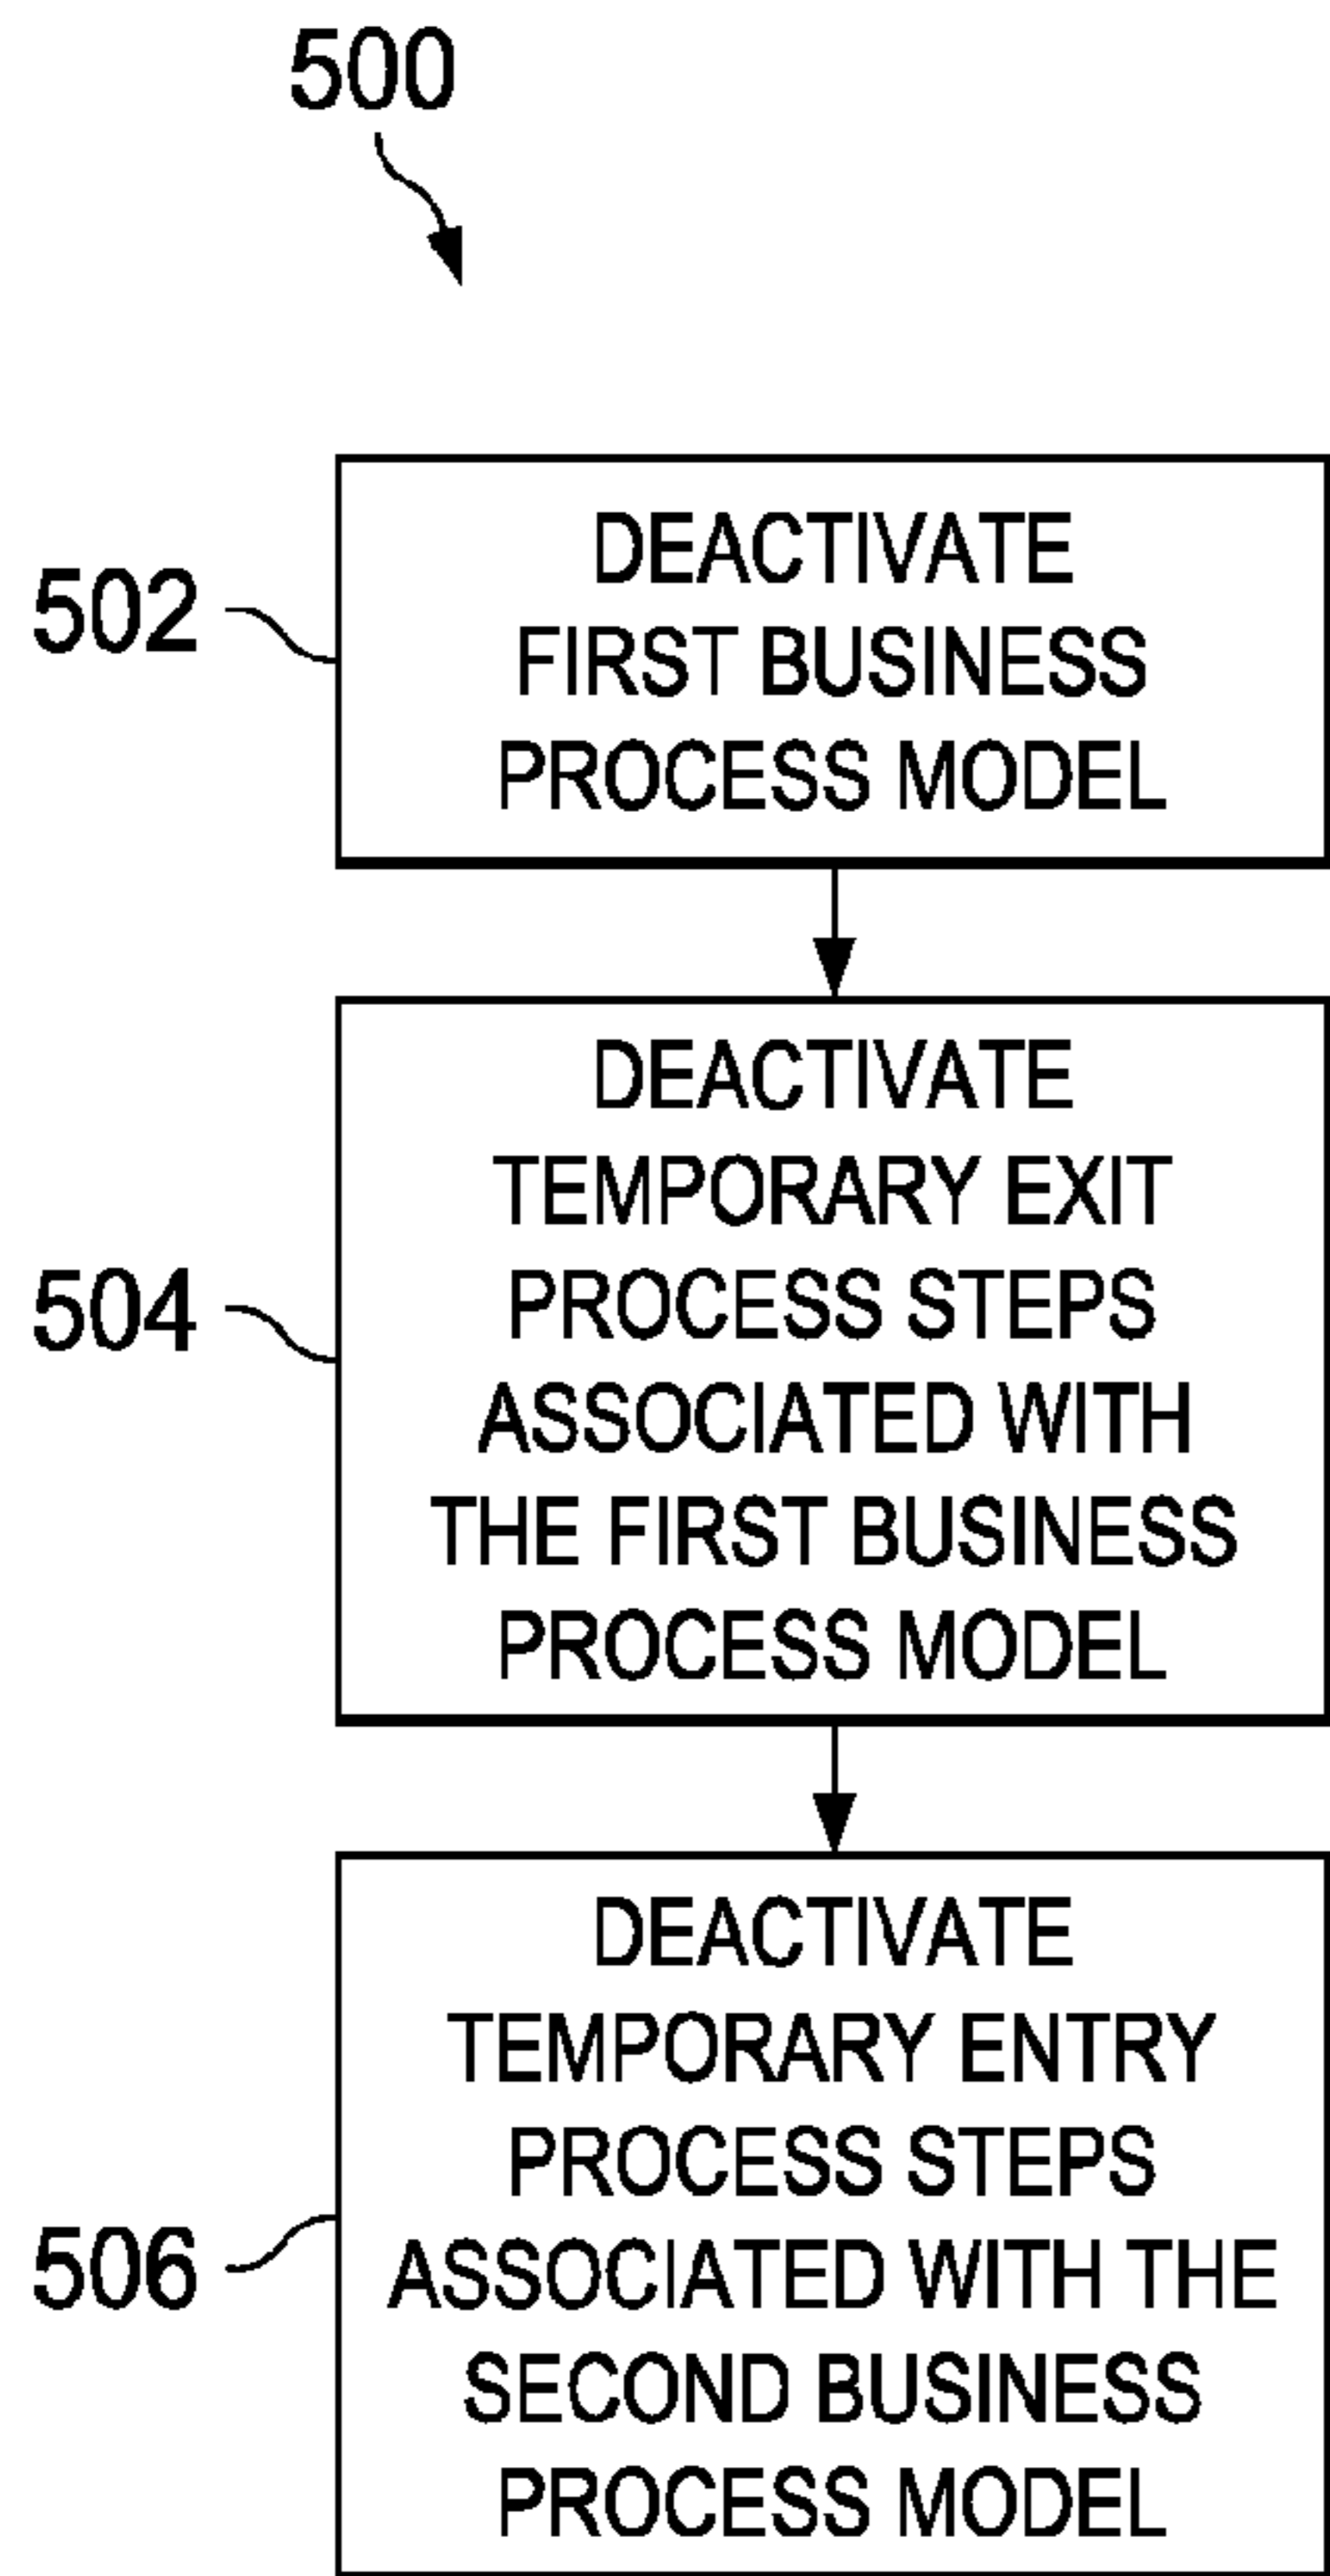 500
502
DEACTIVATE
FIRST BUSINESS
PROCESS MODEL
504
DEACTIVATE
TEMPORARY EXIT
PROCESS STEPS
ASSOCIATED WITH
THE FIRST BUSINESS
PROCESS MODEL
506
DEACTIVATE
TEMPORARY ENTRY
PROCESS STEPS
ASSOCIATED WITH THE
SECOND BUSINESS
PROCESS MODEL